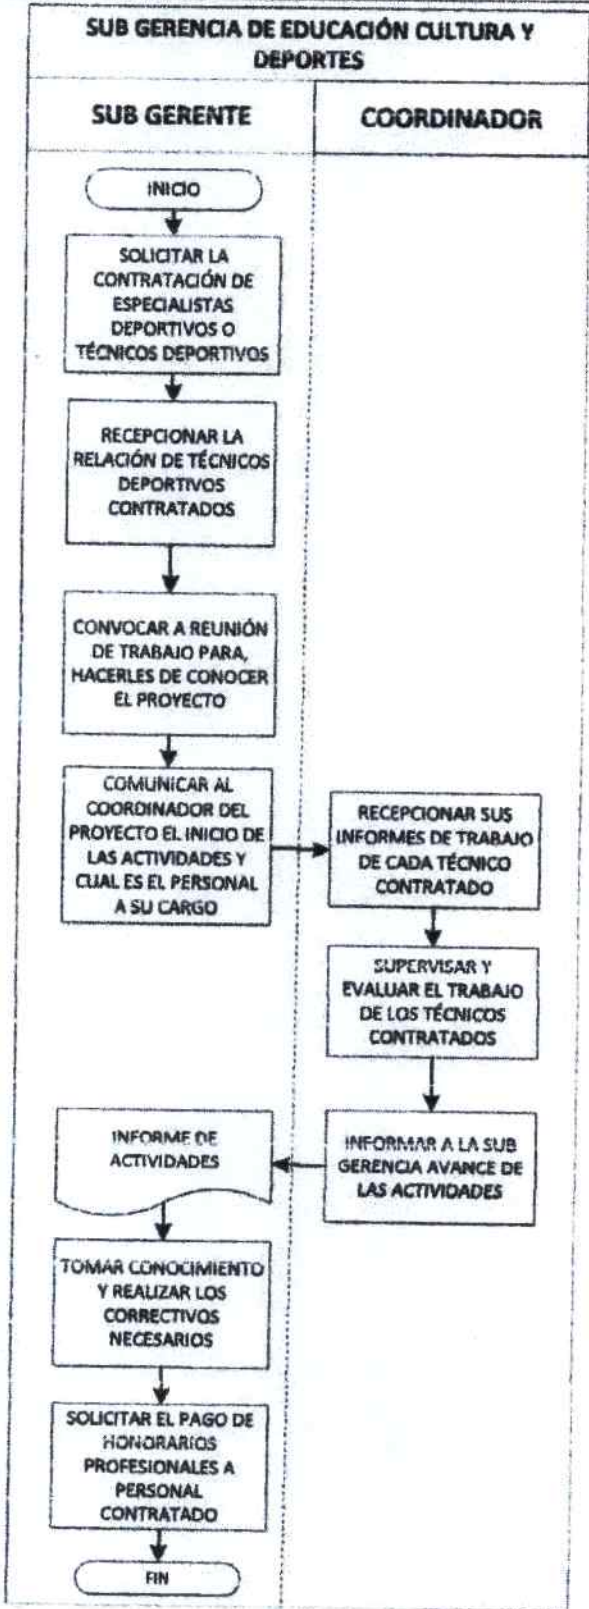 SUB GERENCIA DE EDUCACIÓN CULTURA Y
DEPORTES
SUB GERENTE
COORDINADOR
INICIO
SOLICITAR LA
CONTRATACIÓN DE
ESPECIALISTAS
DEPORTIVOS O
TÉCNICOS DEPORTIVOS
RECEPCIONAR LA
RELACIÓN DE TÉCNICOS
DEPORTIVOS
CONTRATADOS
CONVOCAR A REUNIÓN
DE TRABAJO PARA,
HACERLES DE CONOCER
EL PROYECTO
COMUNICAR AL
COORDINADOR DEL
PROYECTO EL INICIO DE
LAS ACTIVIDADES Y
CUAL ES EL PERSONAL
A SU CARGO
RECEPCIONAR SUS
INFORMES DE TRABAJO
DE CADA TÉCNICO
CONTRATADO
SUPERVISAR Y
EVALUAR EL TRABAJO
DE LOS TÉCNICOS
CONTRATADOS
INFORMAR A LA SUB
GERENCIA AVANCE DE
LAS ACTIVIDADES
INFORME DE
ACTIVIDADES
TOMAR CONOCIMIENTO
Y REALIZAR LOS
CORRECTIVOS
NECESARIOS
SOLICITAR EL PAGO DE
HONORARIOS
PROFESIONALES A
PERSONAL
CONTRATADO
FIN